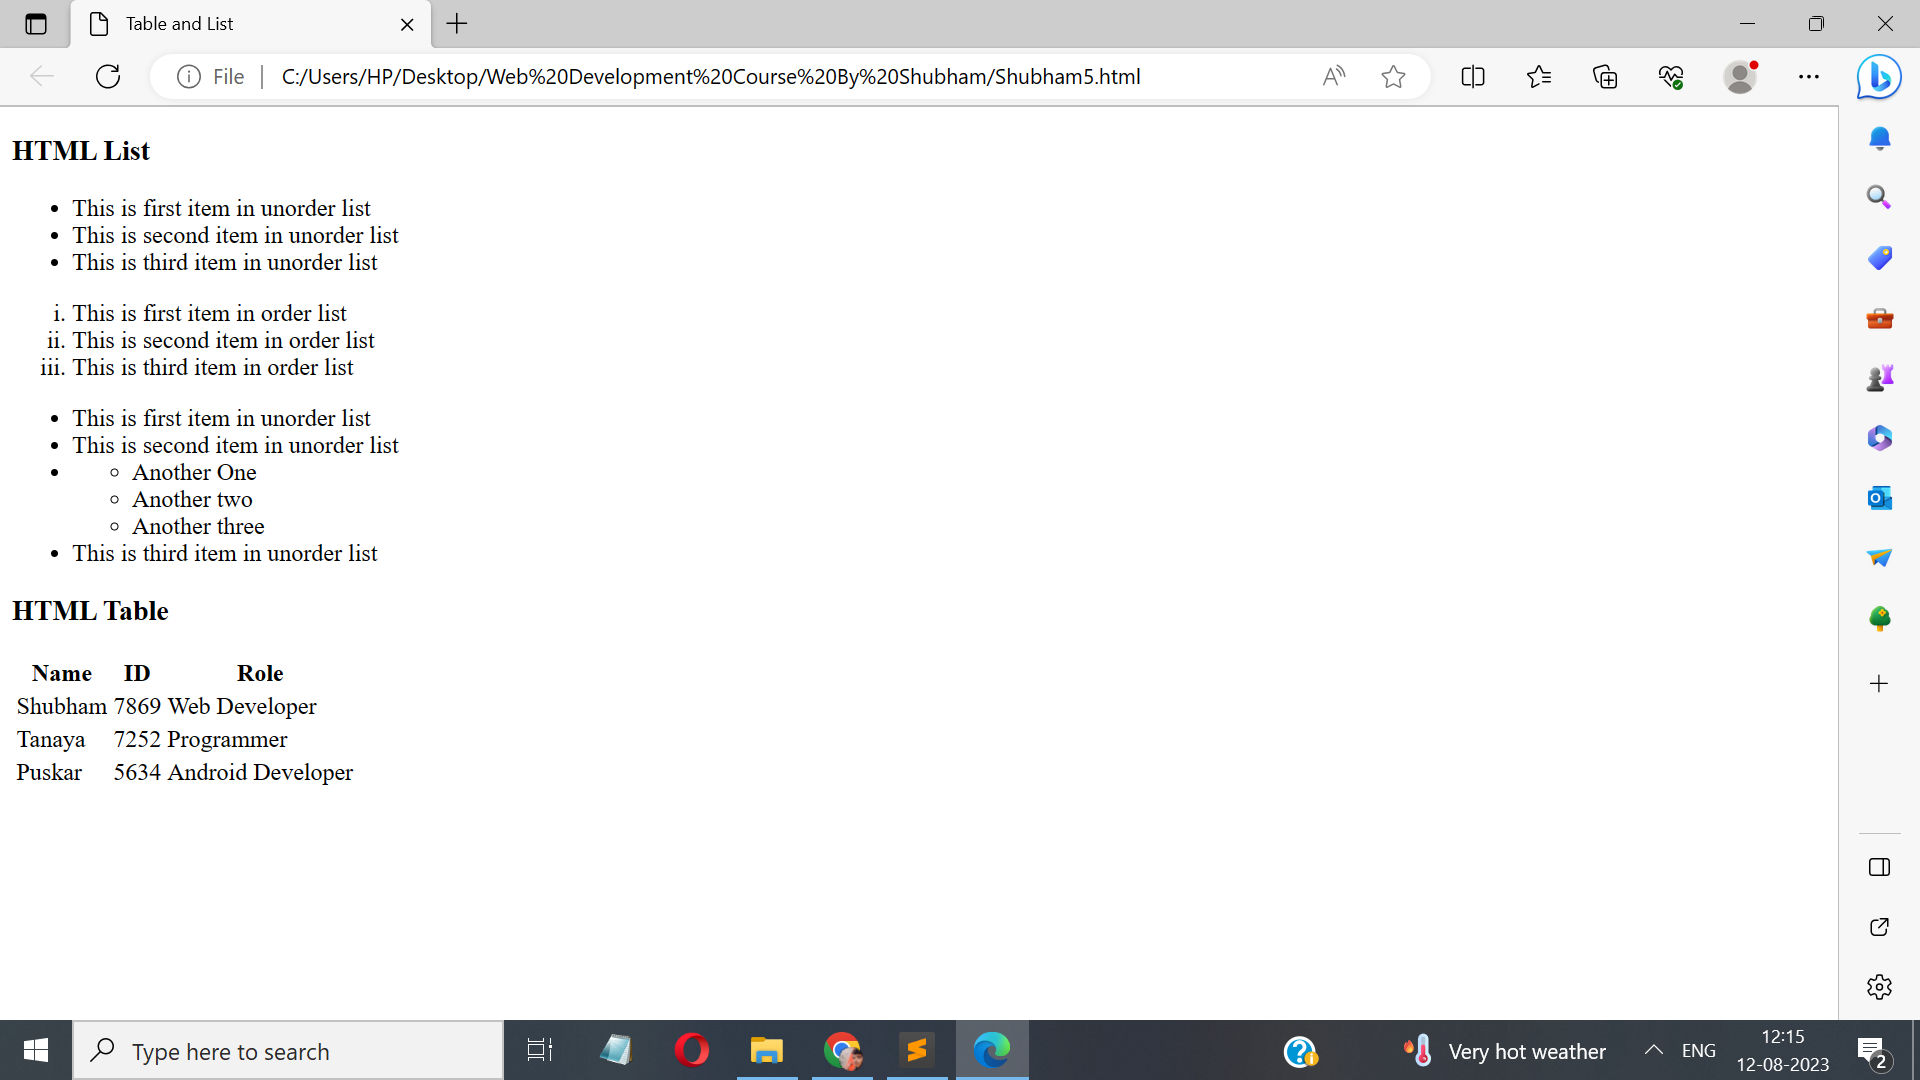 Table and List
File
C:/Users/HP/Desktop/Web%20Development%20Course%20By%20Shubham/Shubham5.html
HTML List
• This is first item in unorder list
• This is second item in unorder list
• This is third item in unorder list
i. This is first item in order list
ii. This is second item in order list
iii. This is third item in order list
• This is first item in unorder list
• This is second item in unorder list
• ◦ Another One
◦ Another two
◦ Another three
• This is third item in unorder list
HTML Table
Name ID Role
Shubham 7869 Web Developer
Tanaya 7252 Programmer
Puskar 5634 Android Developer
Type here to search
Very hot weather
ENG
12:15
12-08-2023
2